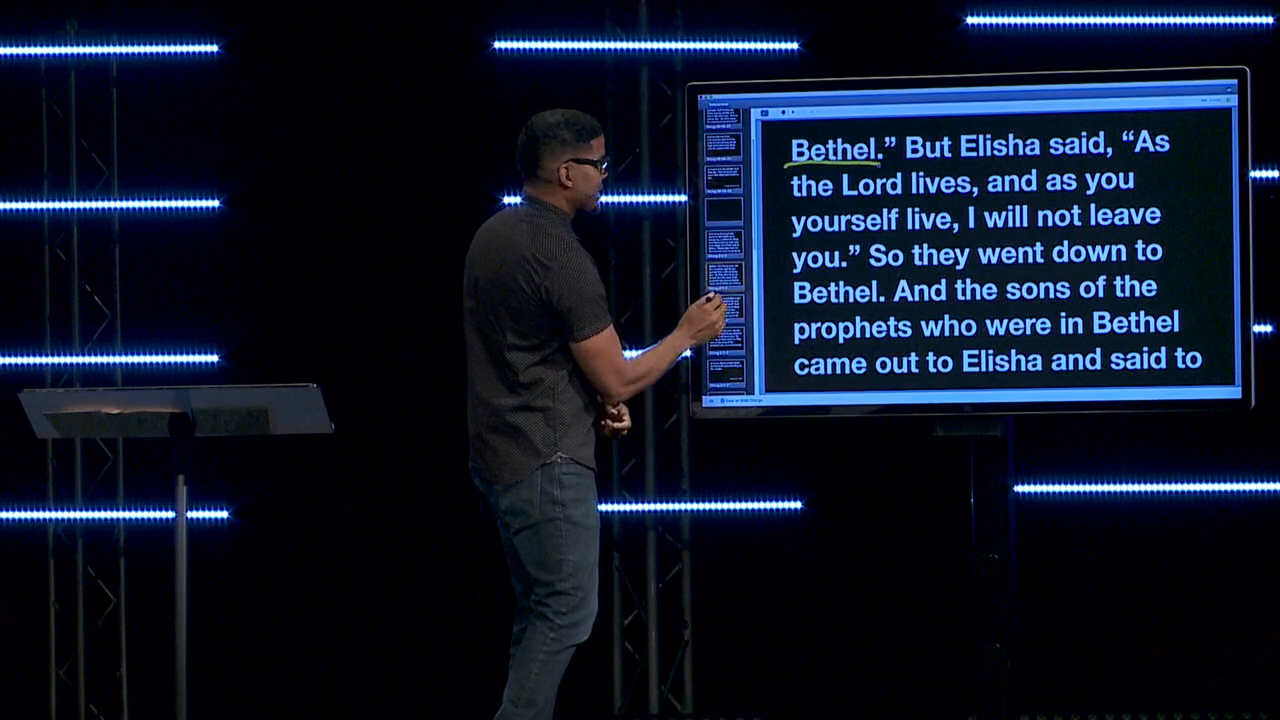 Bethel.” But Elisha said, “As
the Lord lives, and as you
yourself live, I will not leave
you.” So they went down to
Bethel. And the sons of the
prophets who were in Bethel
came out to Elisha and said to